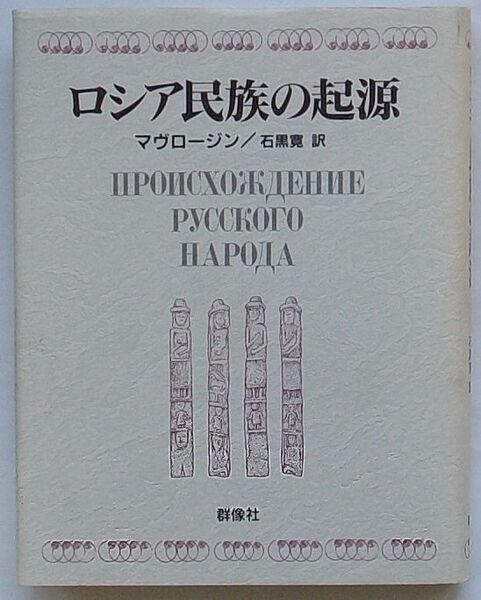 ロシア民族の起源
マヴロージン／石黒寛 訳
ПРОИСХОЖДЕНИЕ
РУССКОГО
НАРОДА
群像社